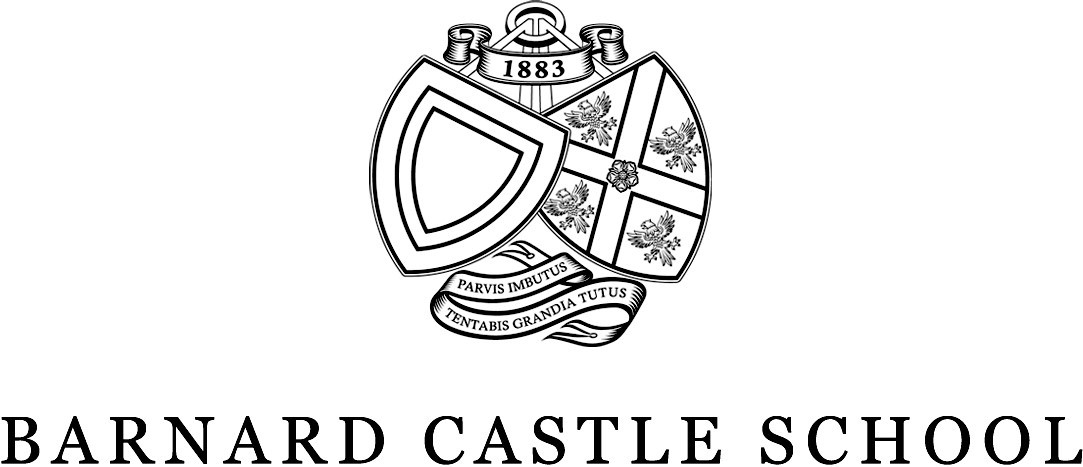 1883
PARVIS IMBUTUS
TENTABIS GRANDIA TUTUS
BARNARD CASTLE SCHOOL